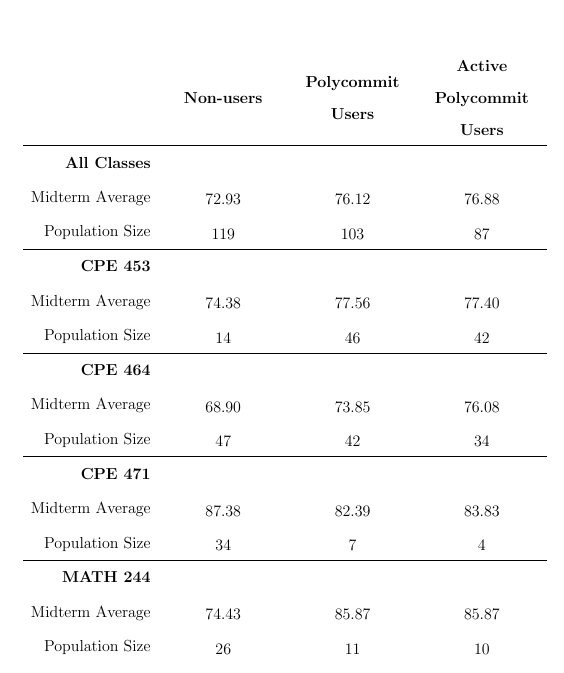 Non-users Polycommit Users Active Polycommit Users
All Classes
Midterm Average 72.93 76.12 76.88
Population Size 119 103 87
CPE 453
Midterm Average 74.38 77.56 77.40
Population Size 14 46 42
CPE 464
Midterm Average 68.90 73.85 76.08
Population Size 47 42 34
CPE 471
Midterm Average 87.38 82.39 83.83
Population Size 34 7 4
MATH 244
Midterm Average 74.43 85.87 85.87
Population Size 26 11 10